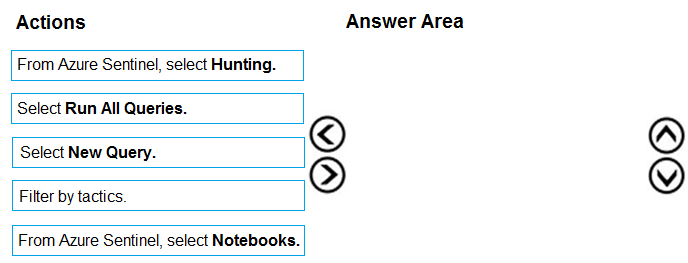 Actions
Answer Area
From Azure Sentinel, select Hunting.
Select Run All Queries.
Select New Query.
Filter by tactics.
From Azure Sentinel, select Notebooks.